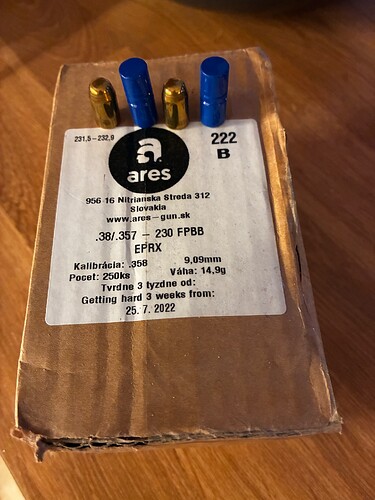 231,5-232,9
222
B
ares
956 16 Nitrianska Streda 312
Slovakia
www.ares-gun.sk
.38/.357 - 230 FPBB
EPRX
Kalibrácia: .358 9,09mm
Pocet: 250ks Váha: 14,9g
Tvrdne 3 tyzdne od:
Getting hard 3 weeks from:
25. 7. 2022